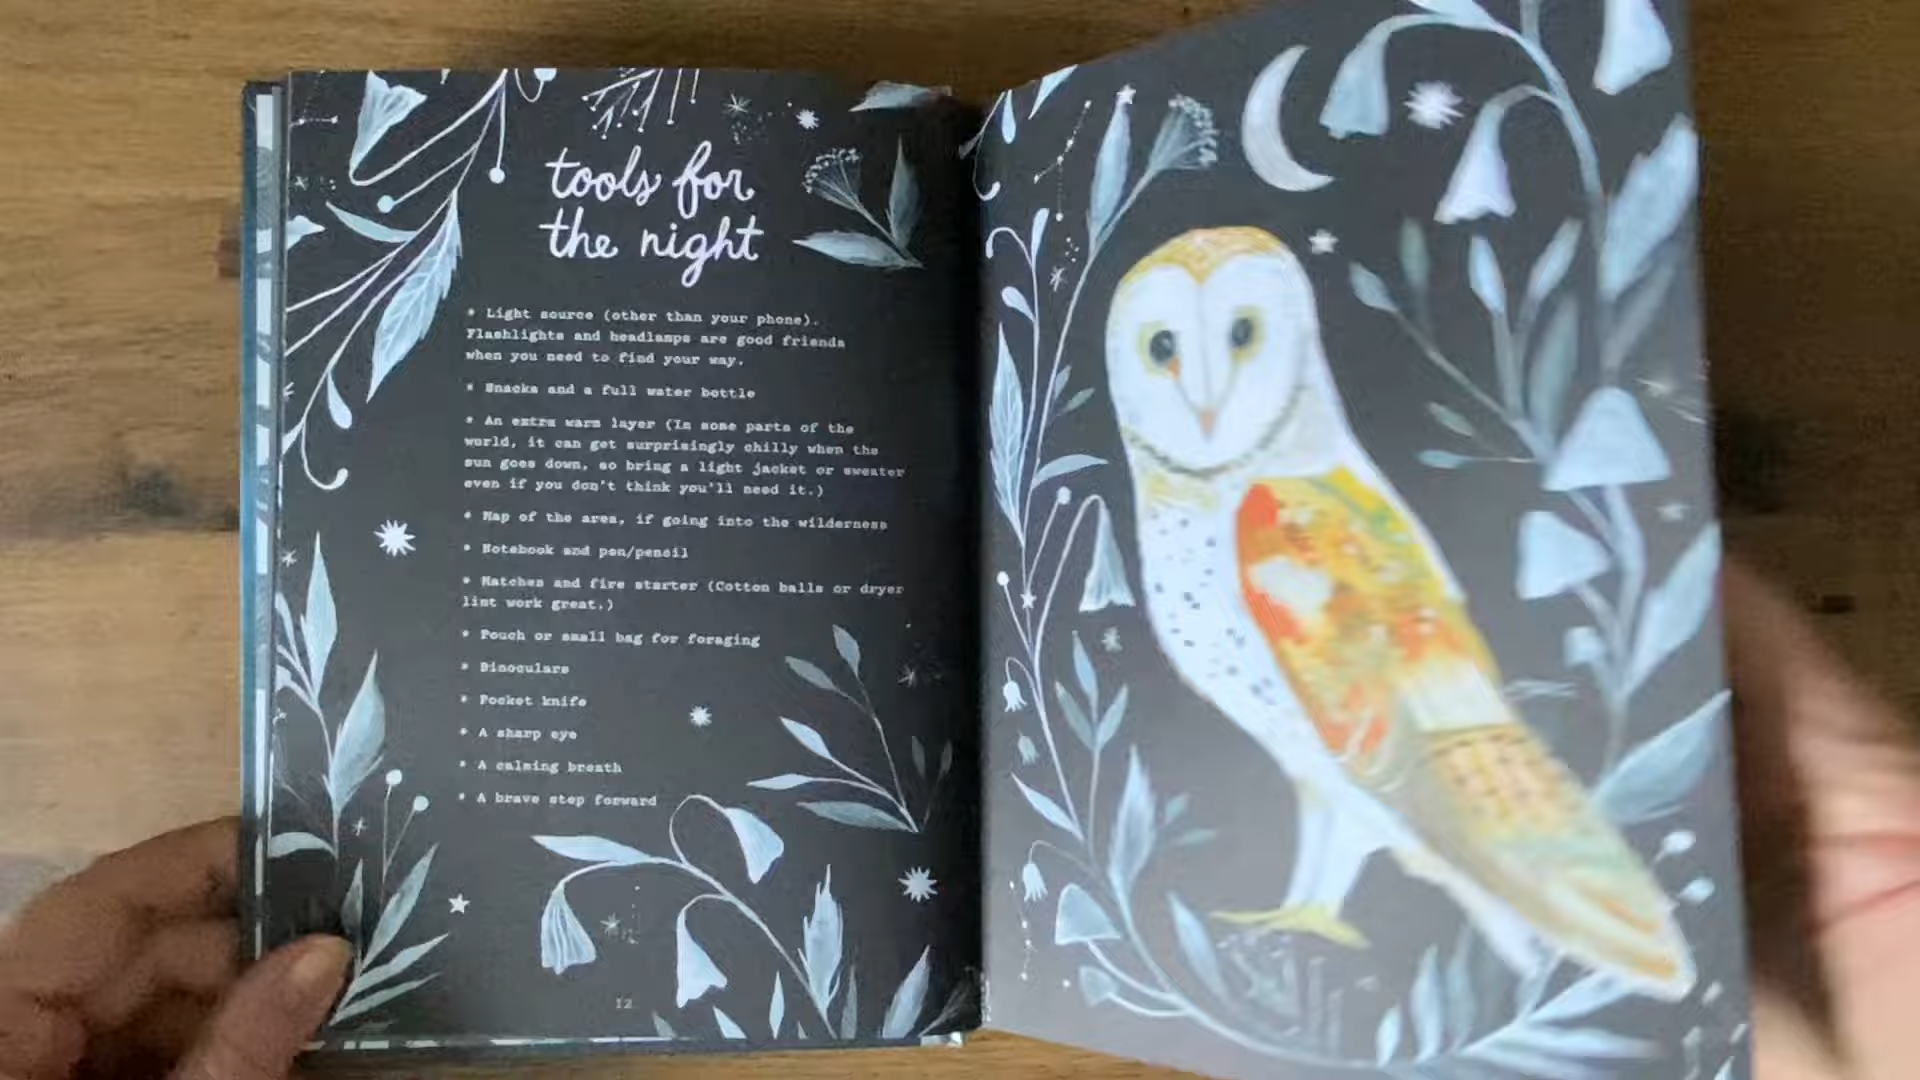 tools for
the night
* Light source (other than your phone).
Flashlights and headlamps are good friends
when you need to find your way.
* Snacks and a full water bottle
* An extra warm layer (In some parts of the
world, it can get surprisingly chilly when the
sun goes down, so bring a light jacket or sweater
even if you don't think you'll need it.)
* Map of the area, if going into the wilderness
* Notebook and pen/pencil
* Matches and fire starter (Cotton balls or dryer
lint work great.)
* Pouch or small bag for foraging
* Binoculars
* Pocket knife
* A sharp eye
* A calming breath
* A brave step forward
12